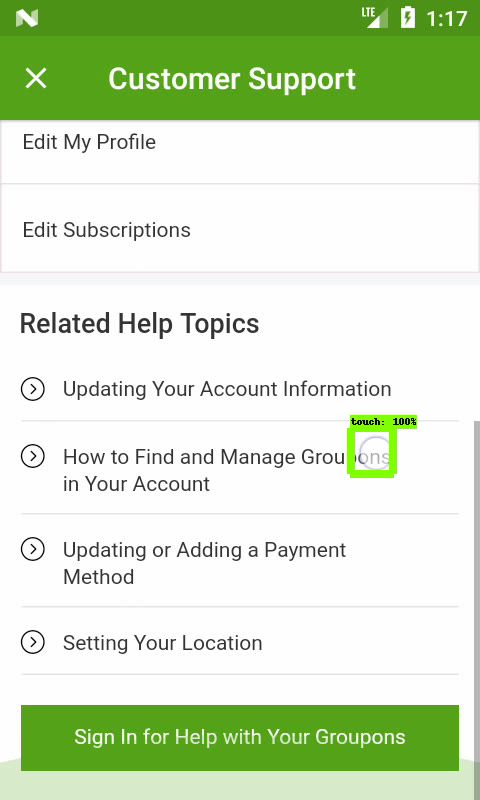 LTE 1:17
Customer Support
Edit My Profile
Edit Subscriptions
Related Help Topics
Updating Your Account Information
touch: 100%
How to Find and Manage Groupons
in Your Account
Updating or Adding a Payment
Method
Setting Your Location
Sign In for Help with Your Groupons